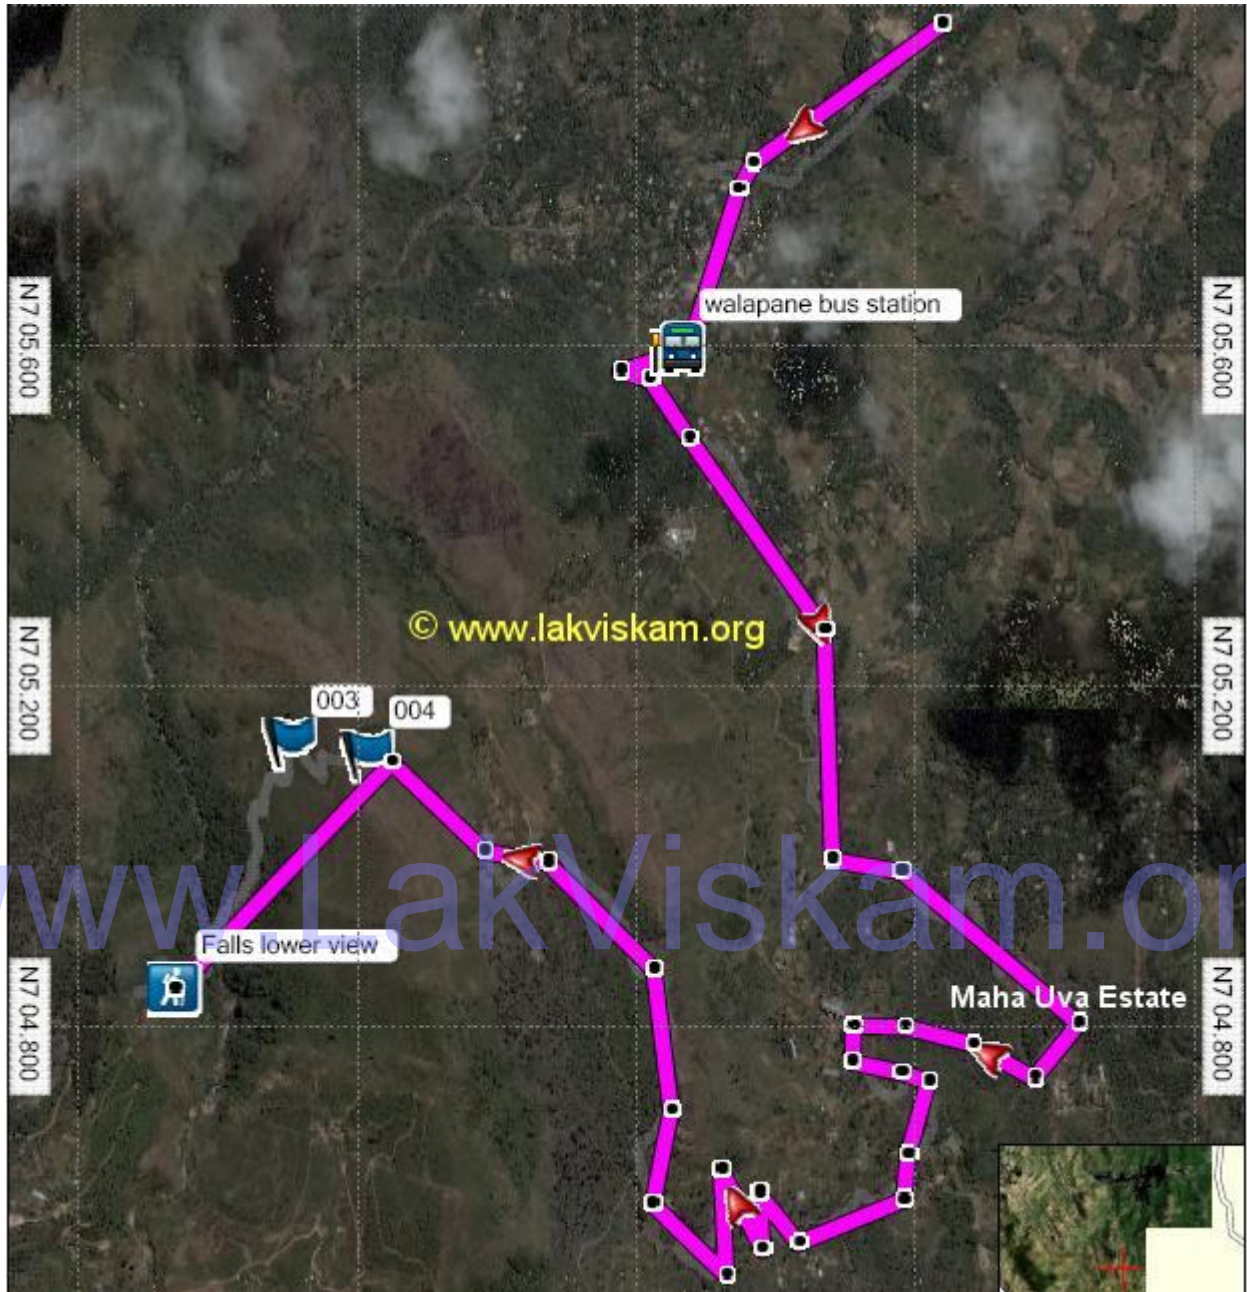 walapane bus station
N7 05.600
N7 05.600
© www.lakviskam.org
N7 05.200
N7 05.200
003
004
www.LakViskam.or
Falls lower view
Maha Uva Estate
N7 04.800
N7 04.800